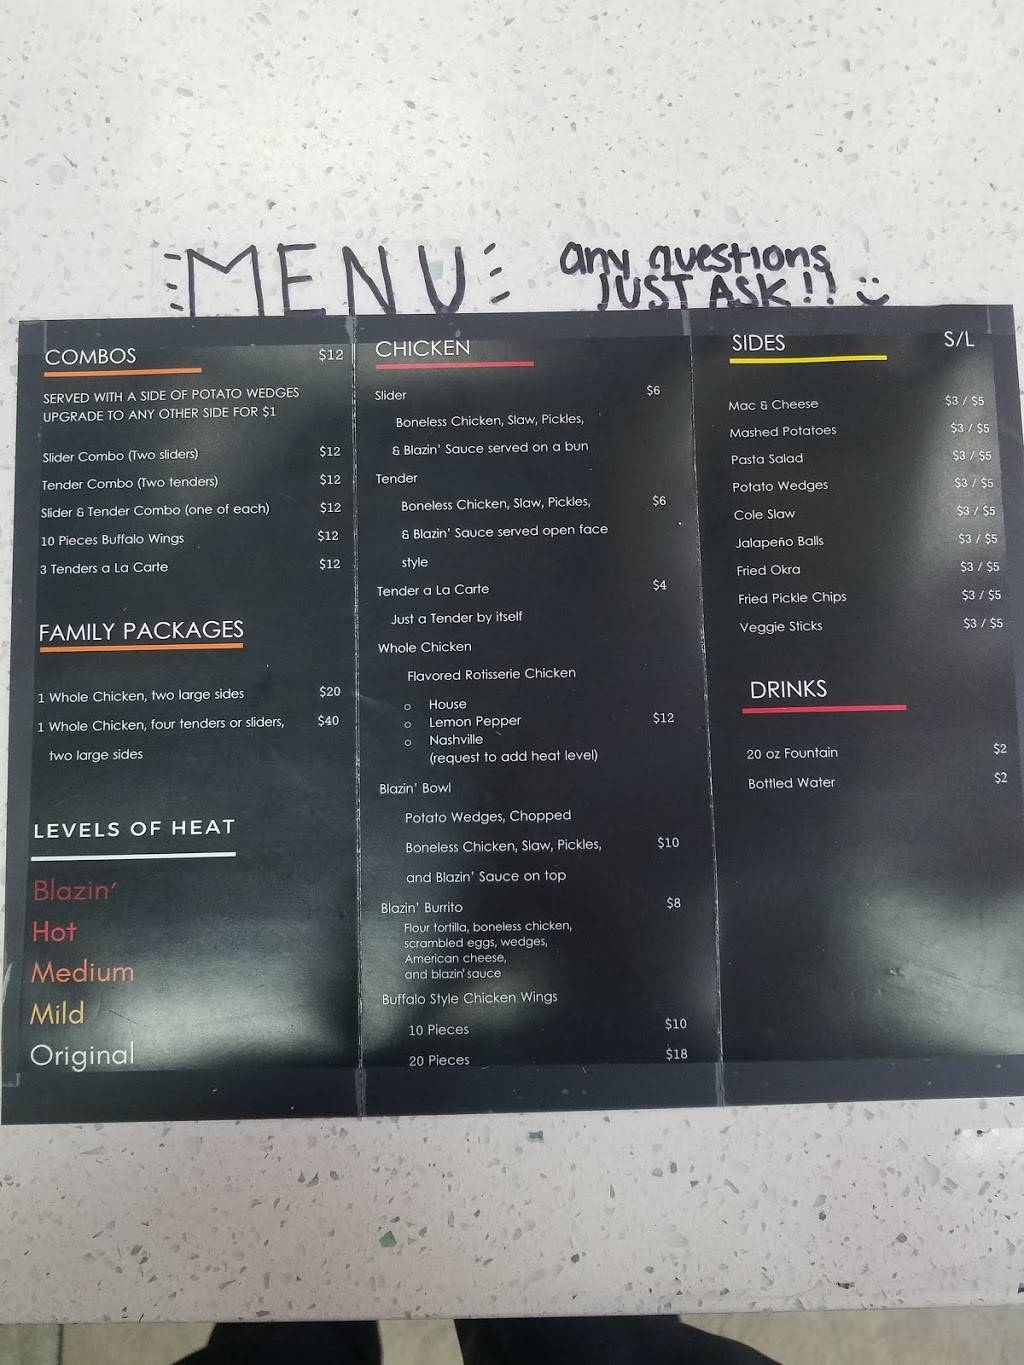 MENU
any questions
JUST ASK!!
COMBOS $12
SERVED WITH A SIDE OF POTATO WEDGES
UPGRADE TO ANY OTHER SIDE FOR $1
Slider Combo (Two sliders) $12
Tender Combo (Two tenders) $12
Slider & Tender Combo (one of each) $12
10 Pieces Buffalo Wings $12
3 Tenders a La Carte $12
FAMILY PACKAGES
1 Whole Chicken, two large sides $20
1 Whole Chicken, four tenders or sliders, $40
two large sides
LEVELS OF HEAT
Blazin'
Hot
Medium
Mild
Original
CHICKEN
Slider $6
Boneless Chicken, Slaw, Pickles,
& Blazin' Sauce served on a bun
Tender
Boneless Chicken, Slaw, Pickles, $6
& Blazin' Sauce served open face
style
Tender a La Carte $4
Just a Tender by itself
Whole Chicken
Flavored Rotisserie Chicken
o House
o Lemon Pepper $12
o Nashville
(request to add heat level)
Blazin' Bowl
Potato Wedges, Chopped
Boneless Chicken, Slaw, Pickles, $10
and Blazin' Sauce on top
Blazin' Burrito $8
Flour tortilla, boneless chicken,
scrambled eggs, wedges,
American cheese,
and blazin' sauce
Buffalo Style Chicken Wings
10 Pieces $10
20 Pieces $18
SIDES S/L
Mac & Cheese $3 / $5
Mashed Potatoes $3 / $5
Pasta Salad $3 / $5
Potato Wedges $3 / $5
Cole Slaw $3 / $5
Jalapeño Balls $3 / $5
Fried Okra $3 / $5
Fried Pickle Chips $3 / $5
Veggie Sticks $3 / $5
DRINKS
20 oz Fountain $2
Bottled Water $2